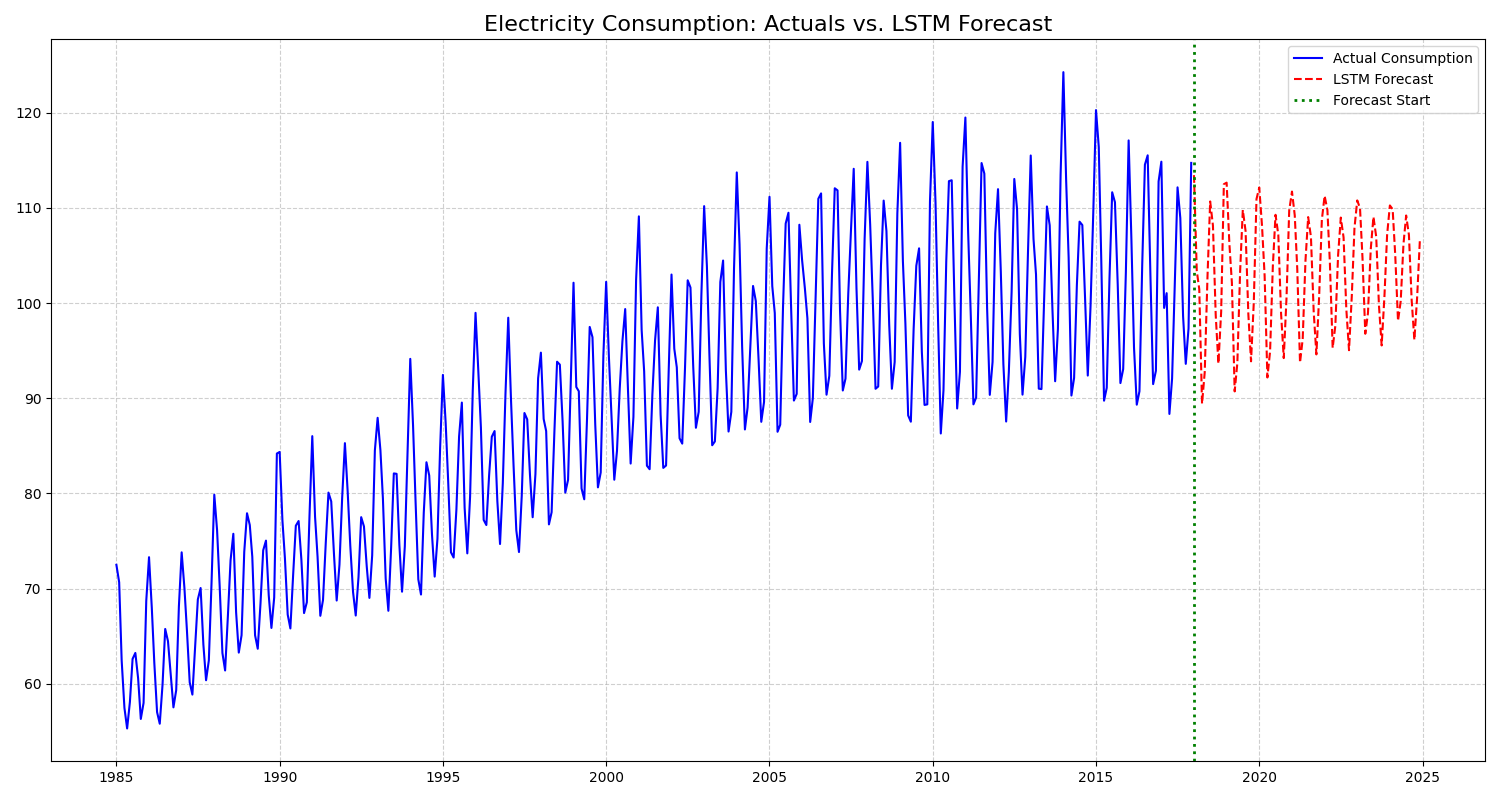 Electricity Consumption: Actuals vs. LSTM Forecast
Actual Consumption
LSTM Forecast
Forecast Start
120
110
100
90
80
70
60
1985 1990 1995 2000 2005 2010 2015 2020 2025